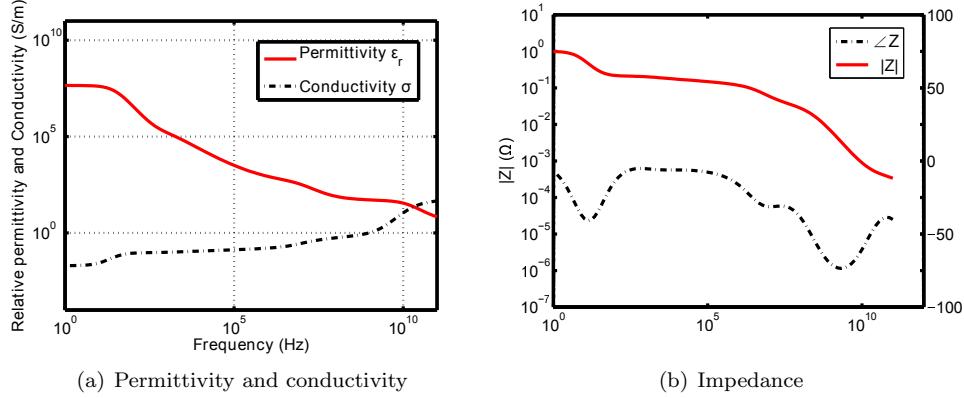 Relative permittivity and Conductivity (S/m)
10^10
10^5
10^0
Permittivity ε_r
Conductivity σ
10^0
10^5
10^10
Frequency (Hz)
(a) Permittivity and conductivity
|Z| (Ω)
10^1
10^0
10^-1
10^-2
10^-3
10^-4
10^-5
10^-6
10^-7
∠Z
|Z|
100
50
0
−50
−100
10^0
10^5
10^10
(b) Impedance